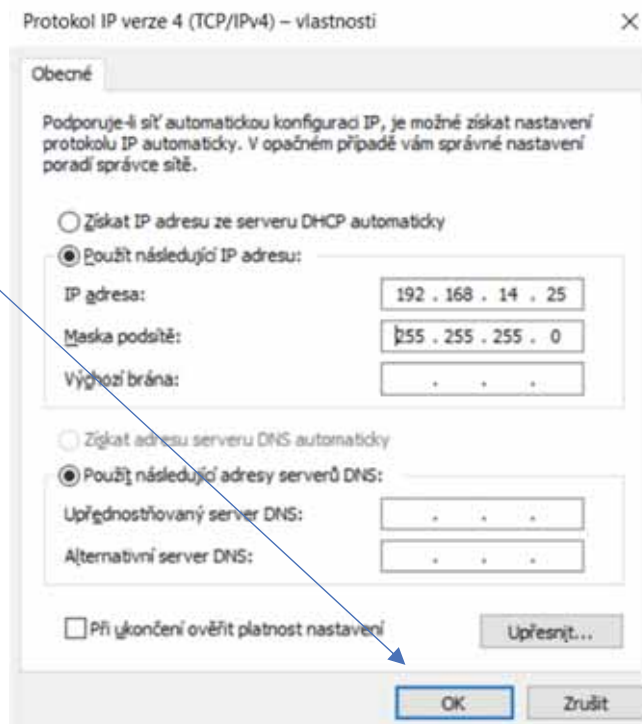 Protokol IP verze 4 (TCP/IPv4) – vlastnosti
Obecné
Podporuje-li síť automatickou konfiguraci IP, je možné získat nastavení
protokolu IP automaticky. V opačném případě vám správné nastavení
poradí správce sítě.
Získat IP adresu ze serveru DHCP automaticky
Použít následující IP adresu:
IP adresa: 192 . 168 . 14 . 25
Maska podsítě: 255 . 255 . 255 . 0
Výchozí brána: . . .
Získat adresu serveru DNS automaticky
Použít následující adresy serverů DNS:
Upřednostňovaný server DNS: . . .
Alternativní server DNS: . . .
Při ukončení ověřit platnost nastavení Upřesnit...
OK Zrušit